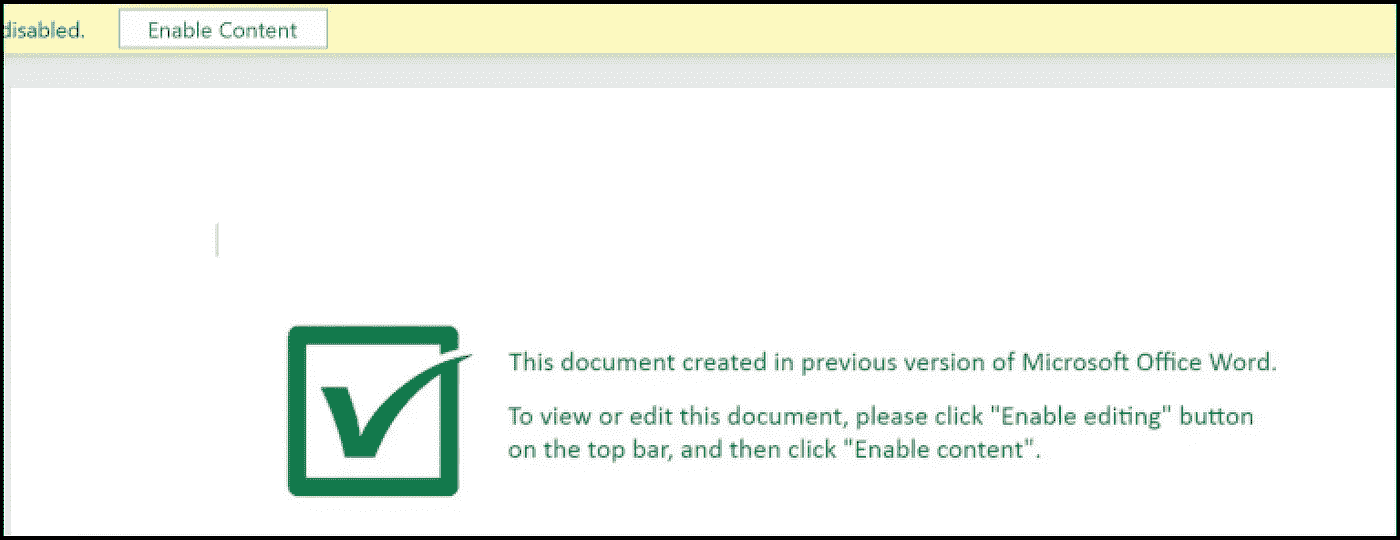 disabled. Enable Content
This document created in previous version of Microsoft Office Word.
To view or edit this document, please click "Enable editing" button
on the top bar, and then click "Enable content".